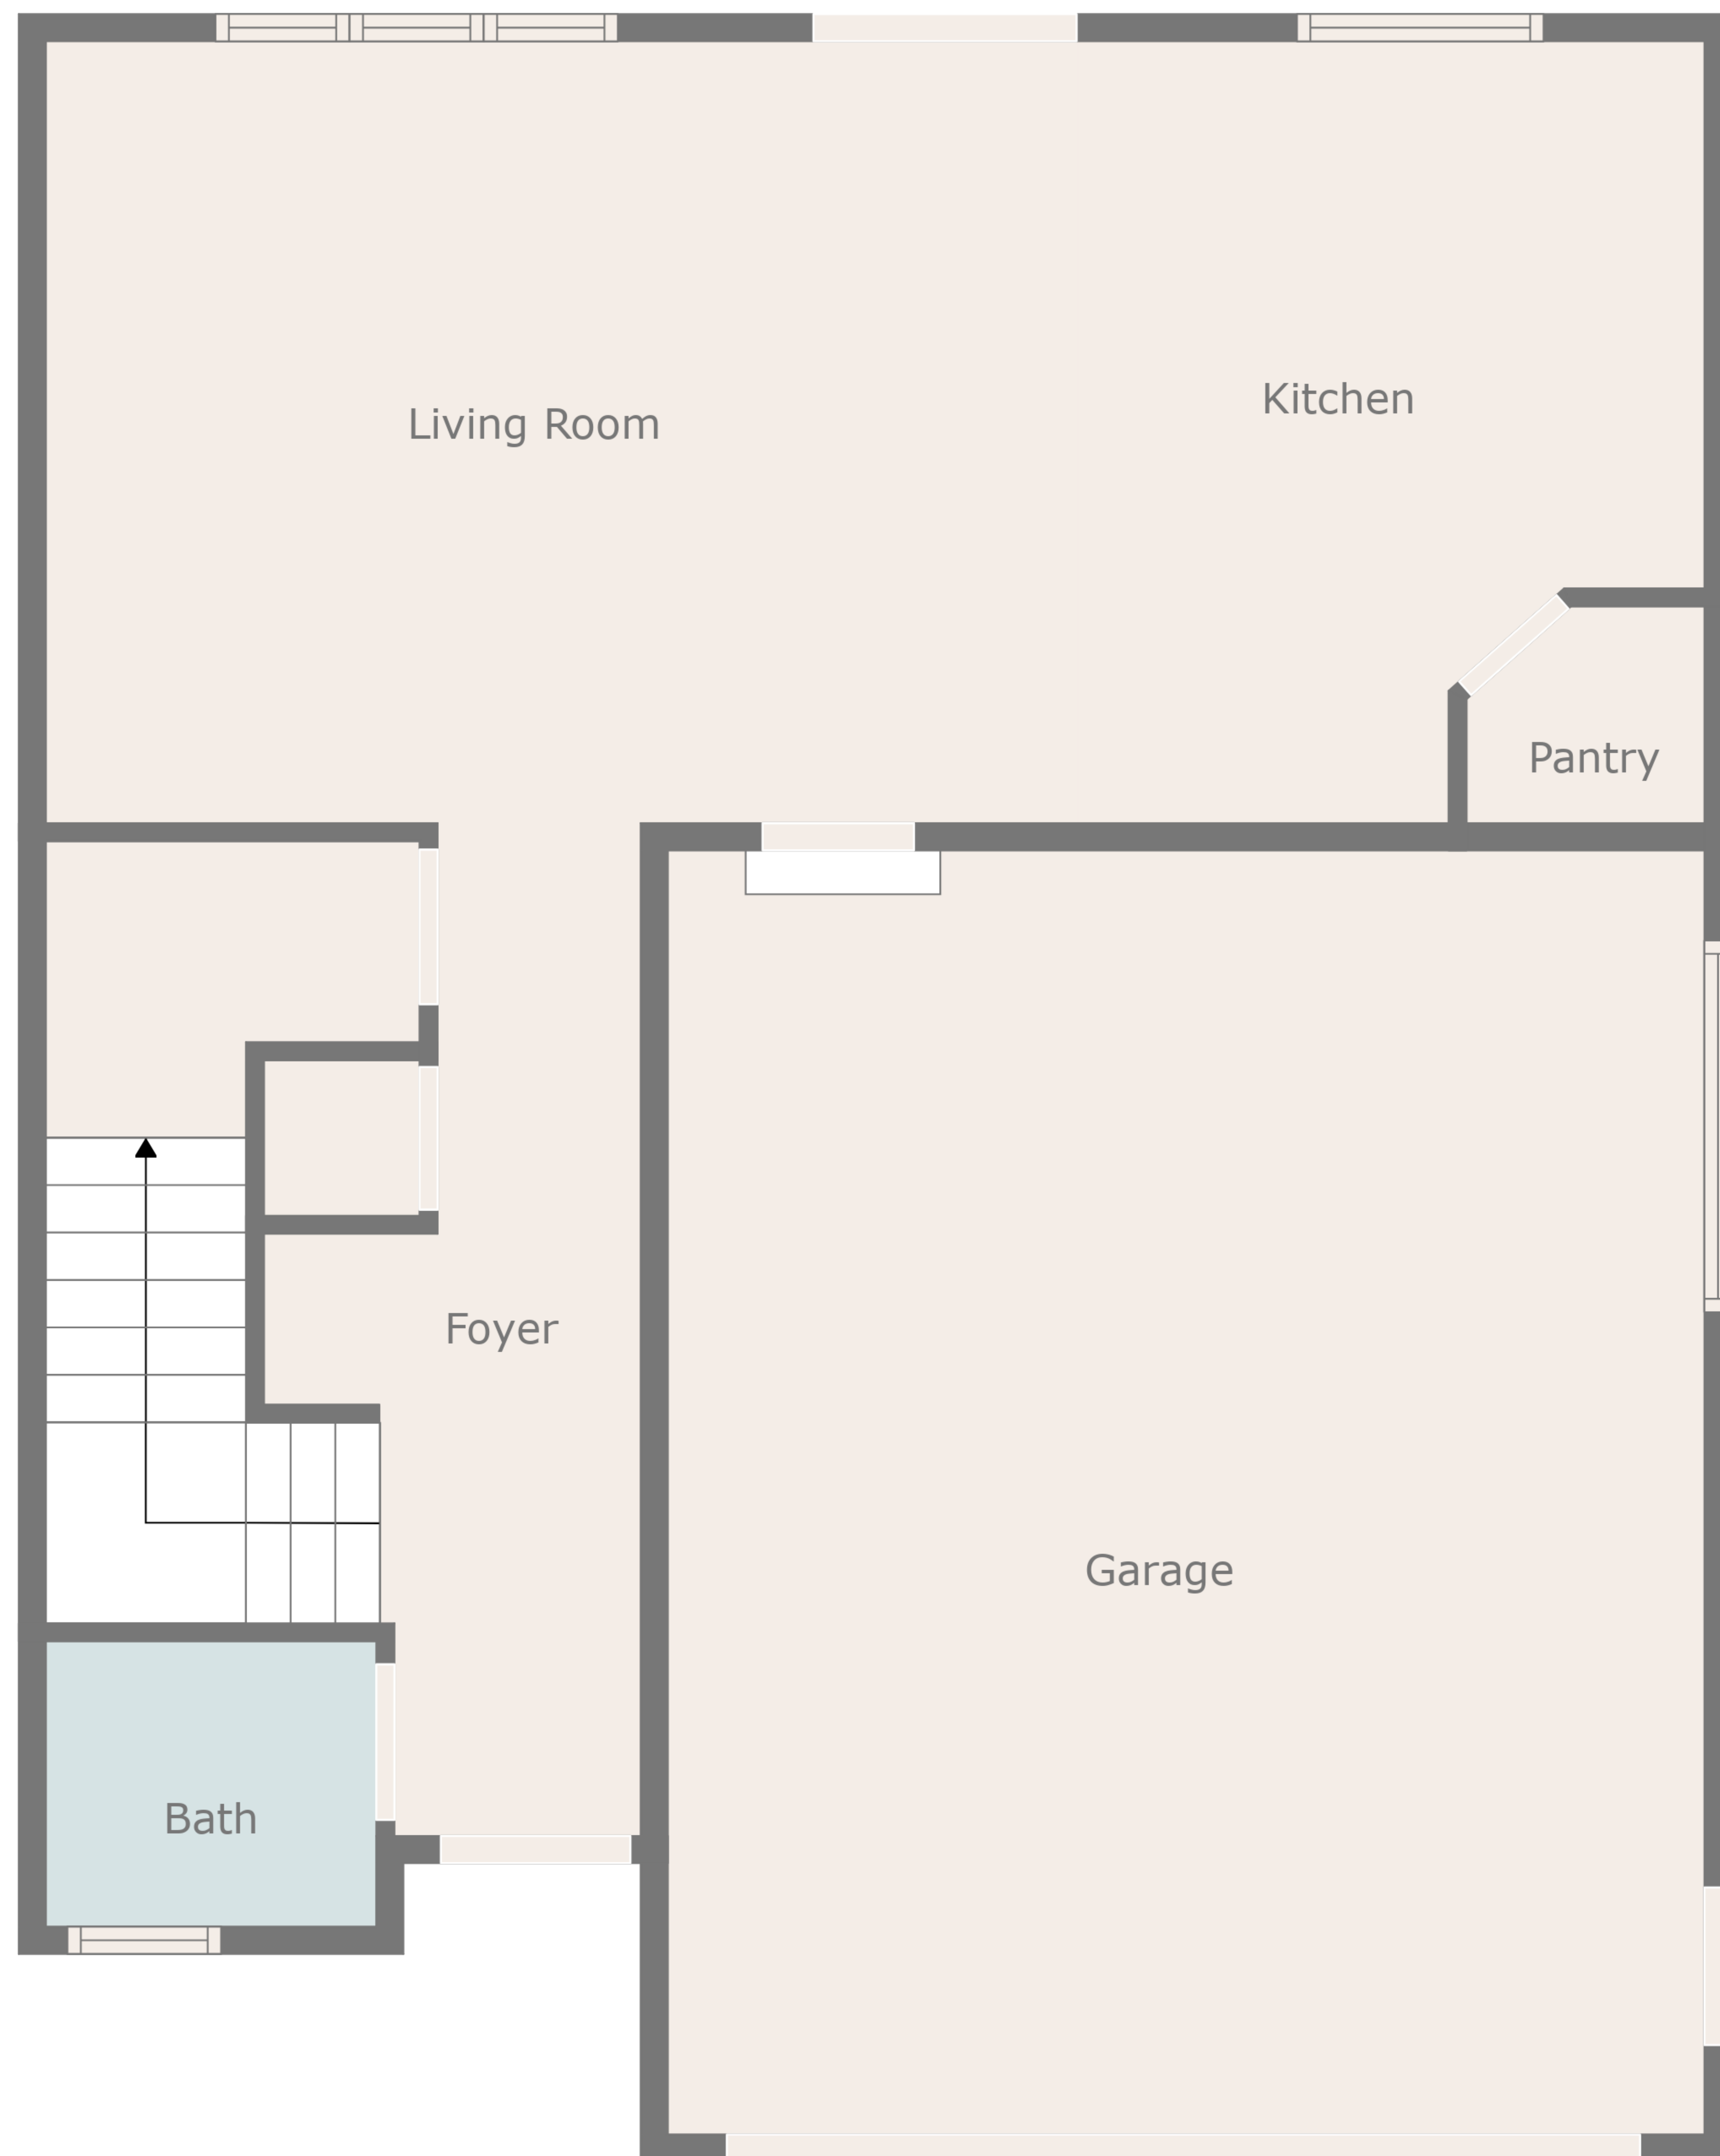 Kitchen
Living Room
Pantry
Foyer
Garage
Bath